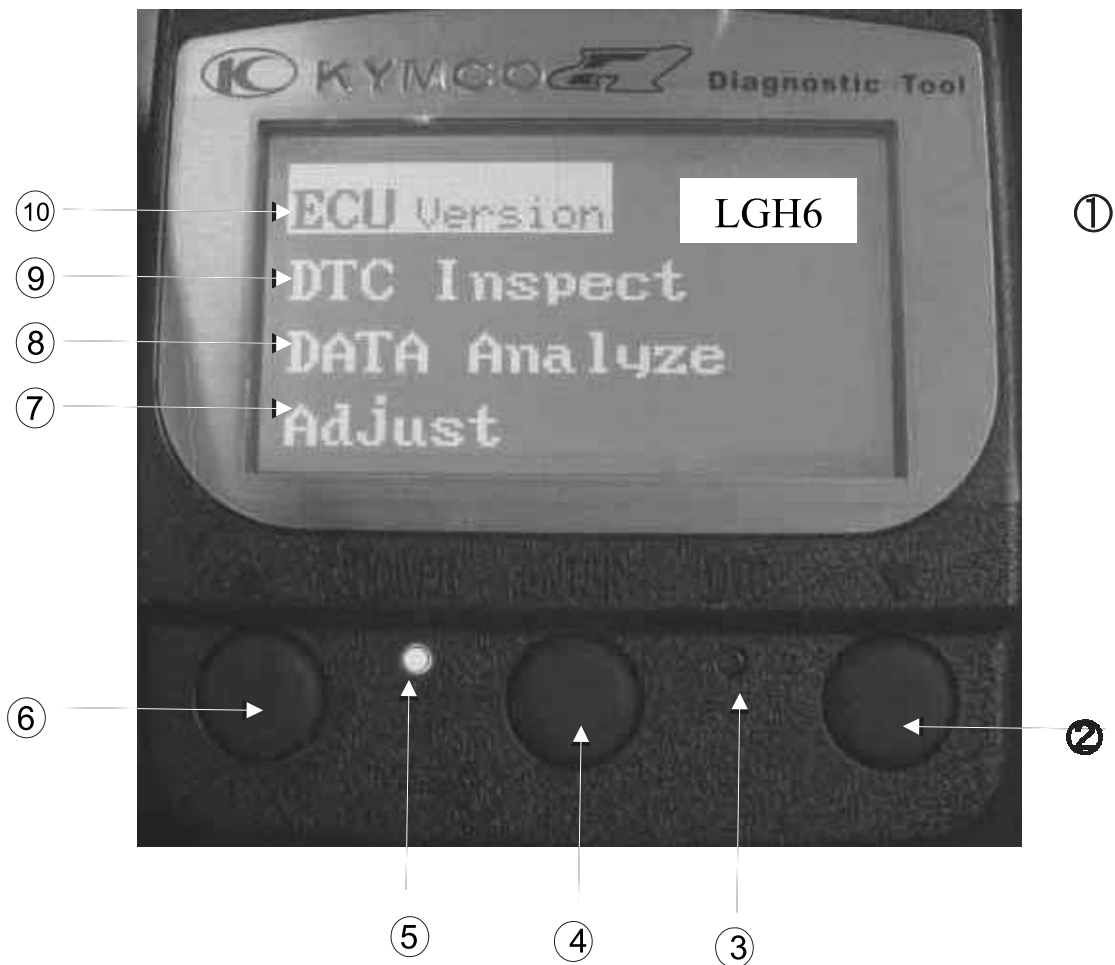 KYMCO Diagnostic Tool
⑩ ECU Version LGH6 ①
⑨ DTC Inspect
⑧ DATA Analyze
⑦ Adjust
⑥ ②
⑤ ④ ③